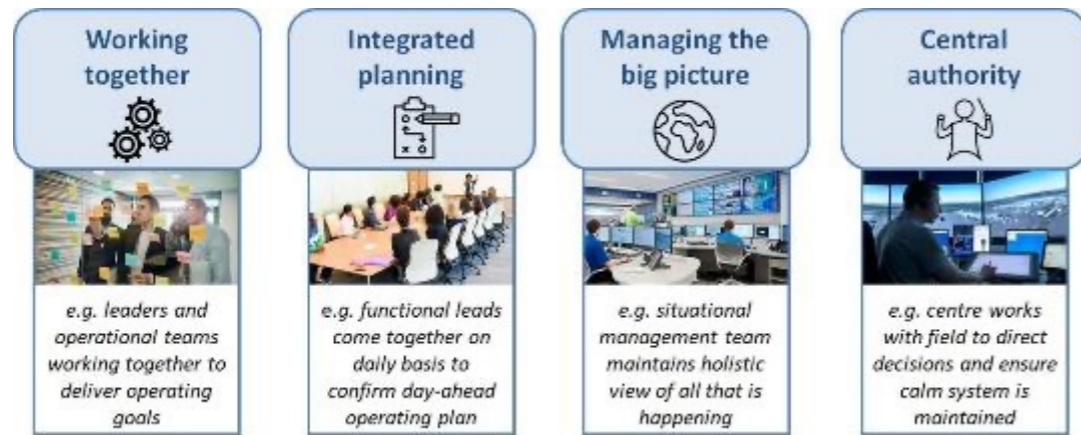 Working
together
Integrated
planning
Managing the
big picture
Central
authority
e.g. leaders and
operational teams
working together to
deliver operating
goals
e.g. functional leads
come together on
daily basis to
confirm day-ahead
operating plan
e.g. situational
management team
maintains holistic
view of all that is
happening
e.g. centre works
with field to direct
decisions and ensure
calm system is
maintained